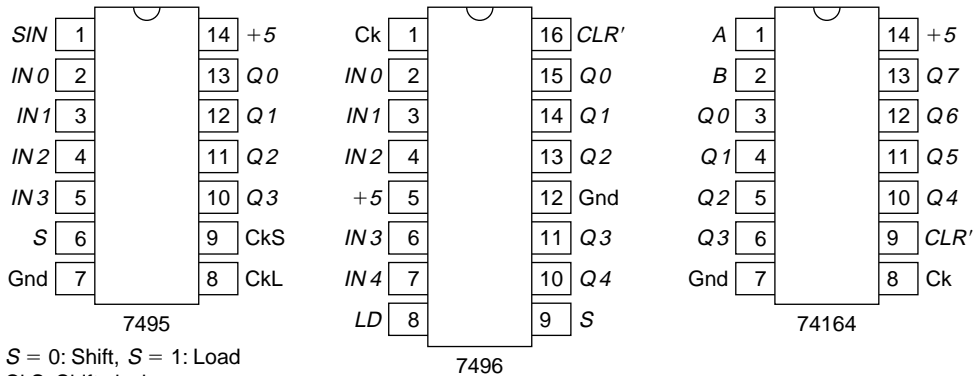 SIN 1 14 +5
IN0 2 13 Q0
IN1 3 12 Q1
IN2 4 11 Q2
IN3 5 10 Q3
S 6 9 CkS
Gnd 7 8 CkL
7495
S = 0: Shift, S = 1: Load
Ck 1 16 CLR'
IN0 2 15 Q0
IN1 3 14 Q1
IN2 4 13 Q2
+5 5 12 Gnd
IN3 6 11 Q3
IN4 7 10 Q4
LD 8 9 S
7496
A 1 14 +5
B 2 13 Q7
Q0 3 12 Q6
Q1 4 11 Q5
Q2 5 10 Q4
Q3 6 9 CLR'
Gnd 7 8 Ck
74164